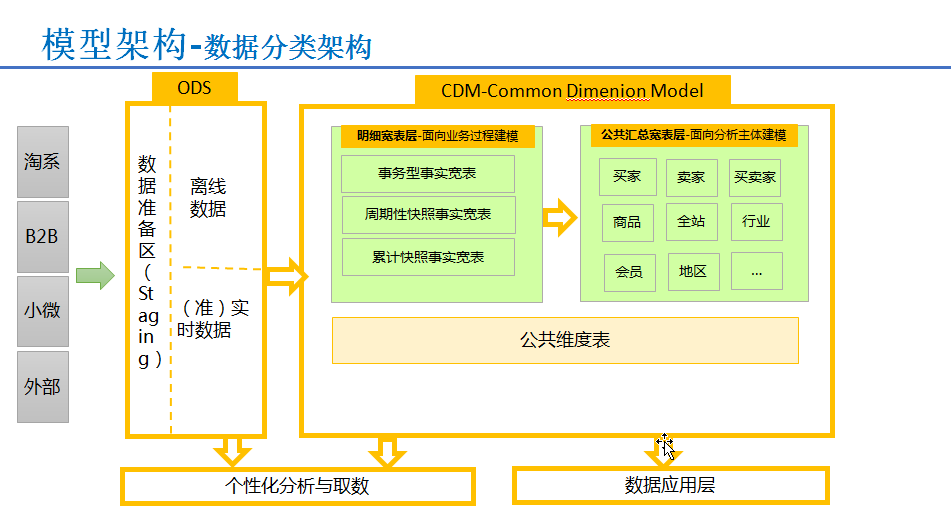 模型架构-数据分类架构
ODS
CDM-Common Dimenion Model
淘系
B2B
小微
外部
数
据
准
备
区
（
St
ag
in
g）
离线
数据
（准）实
时数据
明细宽表层-面向业务过程建模
事务型事实宽表
周期性快照事实宽表
累计快照事实宽表
公共汇总宽表层-面向分析主体建模
买家
卖家
买卖家
商品
全站
行业
会员
地区
...
公共维度表
个性化分析与取数
数据应用层